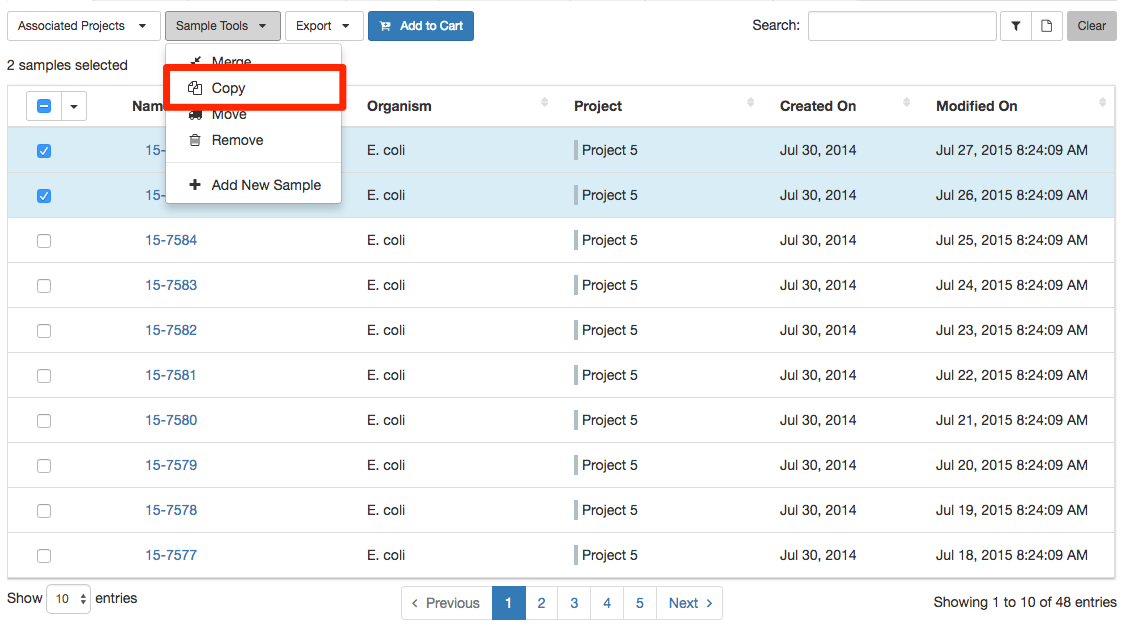 Associated Projects Sample Tools Export Add to Cart Search: Clear
2 samples selected
Merge
Copy
Move
Remove
Add New Sample
Organism Project Created On Modified On
15- E. coli Project 5 Jul 30, 2014 Jul 27, 2015 8:24:09 AM
15- E. coli Project 5 Jul 30, 2014 Jul 26, 2015 8:24:09 AM
15-7584 E. coli Project 5 Jul 30, 2014 Jul 25, 2015 8:24:09 AM
15-7583 E. coli Project 5 Jul 30, 2014 Jul 24, 2015 8:24:09 AM
15-7582 E. coli Project 5 Jul 30, 2014 Jul 23, 2015 8:24:09 AM
15-7581 E. coli Project 5 Jul 30, 2014 Jul 22, 2015 8:24:09 AM
15-7580 E. coli Project 5 Jul 30, 2014 Jul 21, 2015 8:24:09 AM
15-7579 E. coli Project 5 Jul 30, 2014 Jul 20, 2015 8:24:09 AM
15-7578 E. coli Project 5 Jul 30, 2014 Jul 19, 2015 8:24:09 AM
15-7577 E. coli Project 5 Jul 30, 2014 Jul 18, 2015 8:24:09 AM
Show 10 entries Previous 1 2 3 4 5 Next Showing 1 to 10 of 48 entries